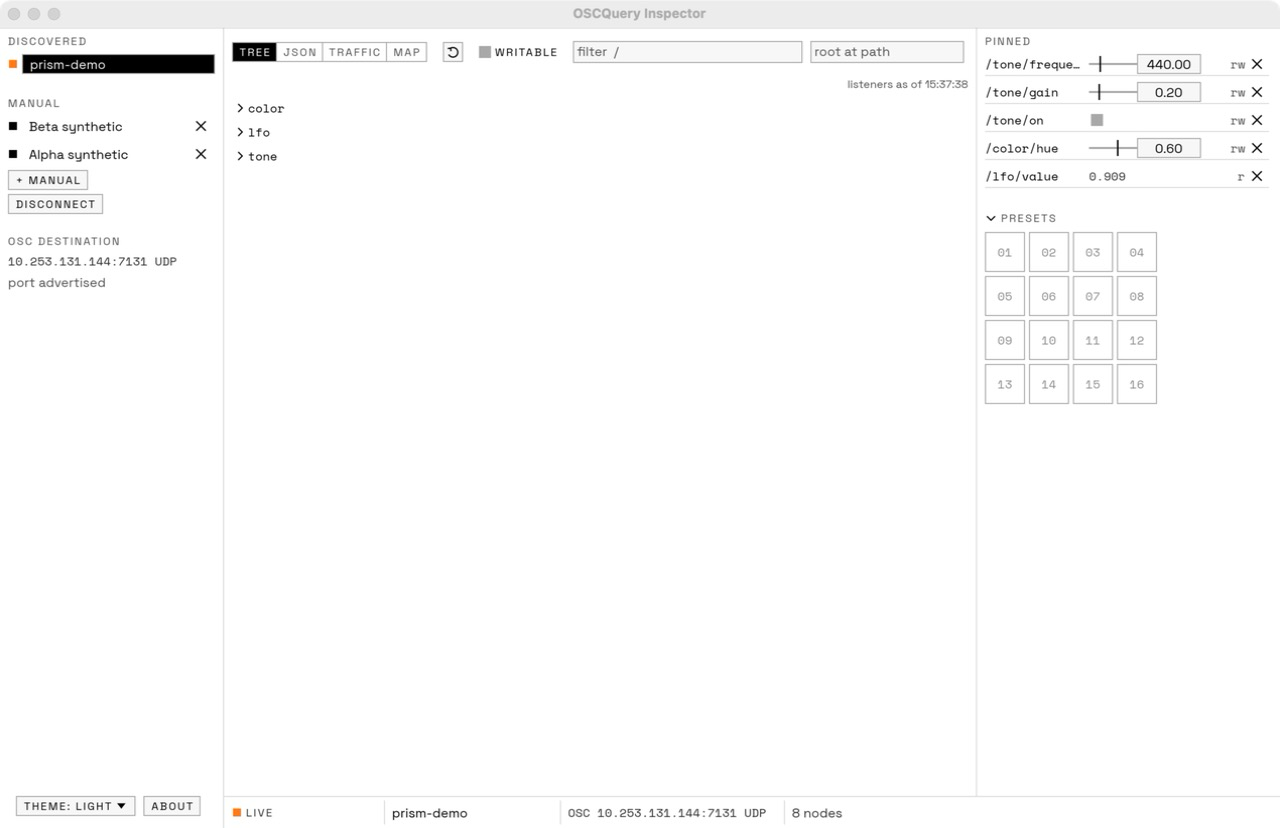 OSCQuery Inspector
DISCOVERED
prism-demo
MANUAL
Beta synthetic
Alpha synthetic
+ MANUAL
DISCONNECT
OSC DESTINATION
10.253.131.144:7131 UDP
port advertised
THEME: LIGHT
ABOUT
TREE JSON TRAFFIC MAP WRITABLE filter / root at path
listeners as of 15:37:38
color
lfo
tone
PINNED
/tone/freque… 440.00 rw
/tone/gain 0.20 rw
/tone/on rw
/color/hue 0.60 rw
/lfo/value 0.909 r
PRESETS
01 02 03 04
05 06 07 08
09 10 11 12
13 14 15 16
LIVE prism-demo OSC 10.253.131.144:7131 UDP 8 nodes